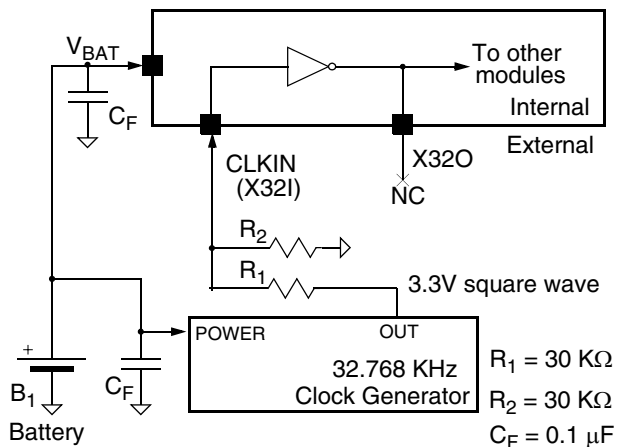 V_BAT
C_F
To other
modules
Internal
External
CLKIN
(X32I)
X32O
NC
R_2
R_1
3.3V square wave
POWER
OUT
32.768 KHz
Clock Generator
+
B_1
Battery
C_F
R_1 = 30 KΩ
R_2 = 30 KΩ
C_F = 0.1 μF